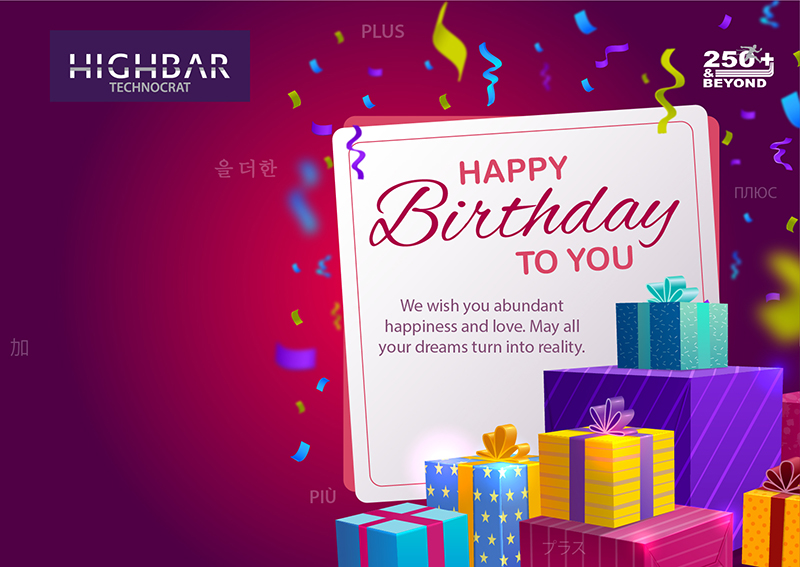 PLUS
HIGHBAR
TECHNOCRAT
250+
&
BEYOND
을 더한
HAPPY
Birthday
TO YOU
ПЛЮС
We wish you abundant
happiness and love. May all
your dreams turn into reality.
加
PIÙ
プラス